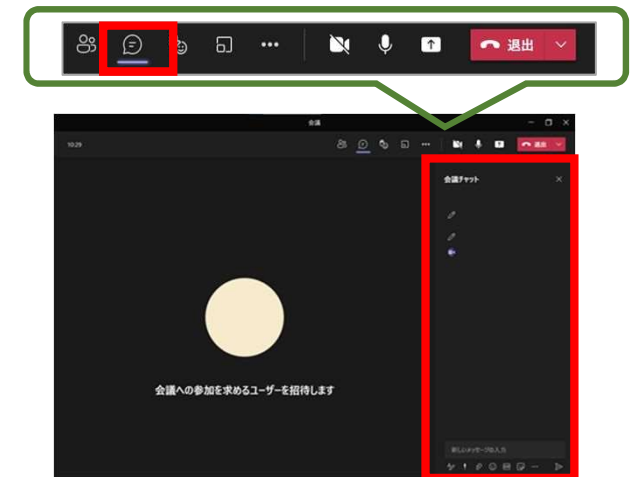 退出
会議
10:29
退出
会議チャット
会議への参加を求めるユーザーを招待します
新しいメッセージの入力